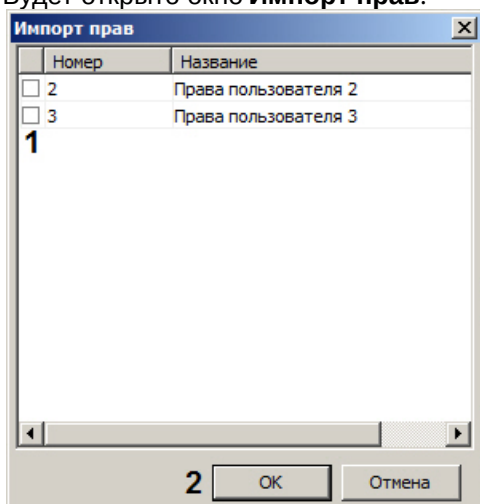 Будет открыто окно Импорт прав.
Импорт прав
Номер Название
2 Права пользователя 2
3 Права пользователя 3
1
2 OK Отмена